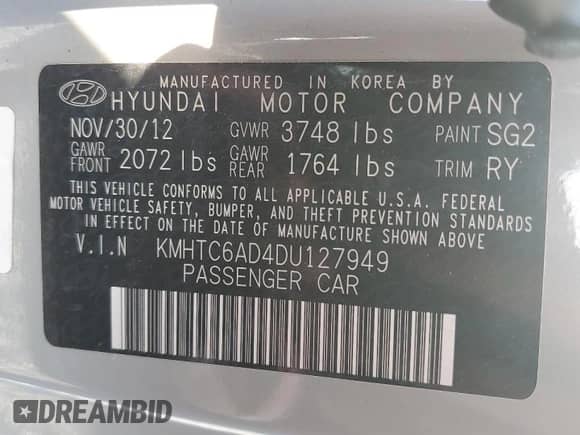 MANUFACTURED IN KOREA BY
HYUNDAI MOTOR COMPANY
NOV/30/12 GVWR 3748 lbs PAINT SG2
GAWR FRONT 2072 lbs GAWR REAR 1764 lbs TRIM RY
THIS VEHICLE CONFORMS TO ALL APPLICABLE U.S.A. FEDERAL
MOTOR VEHICLE SAFETY, BUMPER, AND THEFT PREVENTION STANDARDS
IN EFFECT ON THE DATE OF MANUFACTURE SHOWN ABOVE
V.I.N KMHTC6AD4DU127949
PASSENGER CAR
DREAMBID